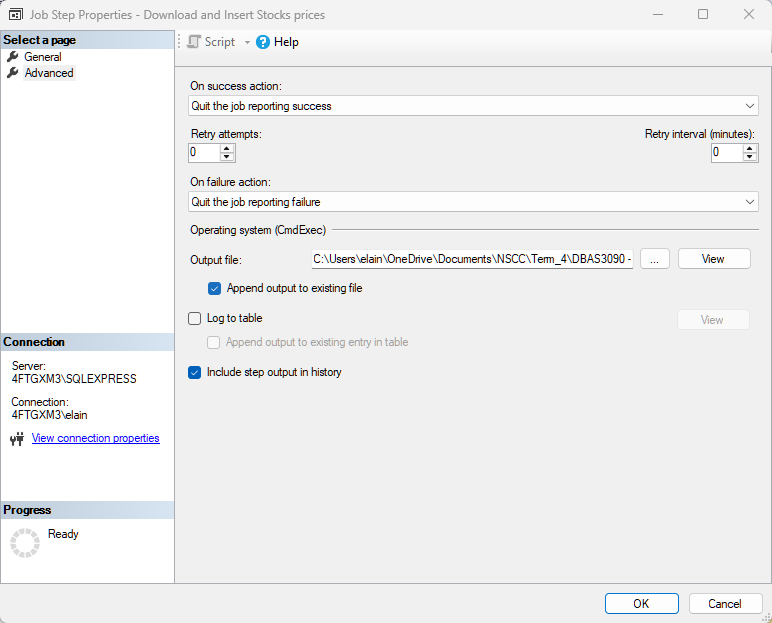 Job Step Properties - Download and Insert Stocks prices
Select a page
General
Advanced
Script
Help
On success action:
Quit the job reporting success
Retry attempts:
Retry interval (minutes):
0
0
On failure action:
Quit the job reporting failure
Operating system (CmdExec)
Output file:
C:\Users\elain\OneDrive\Documents\NSCC\Term_4\DBAS3090 -
...
View
Append output to existing file
Log to table
View
Append output to existing entry in table
Include step output in history
Connection
Server:
4FTGXM3\SQLEXPRESS
Connection:
4FTGXM3\elain
View connection properties
Progress
Ready
OK
Cancel